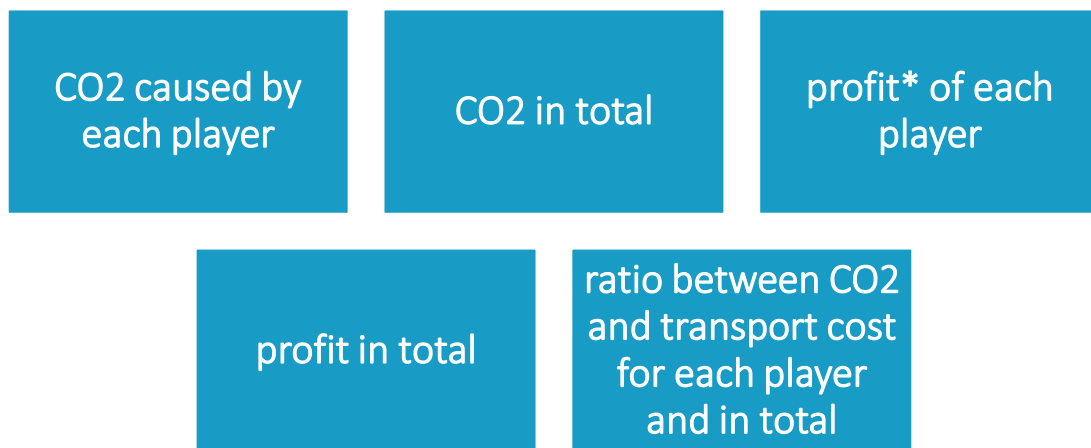 CO2 caused by
each player
CO2 in total
profit* of each
player
profit in total
ratio between CO2
and transport cost
for each player
and in total